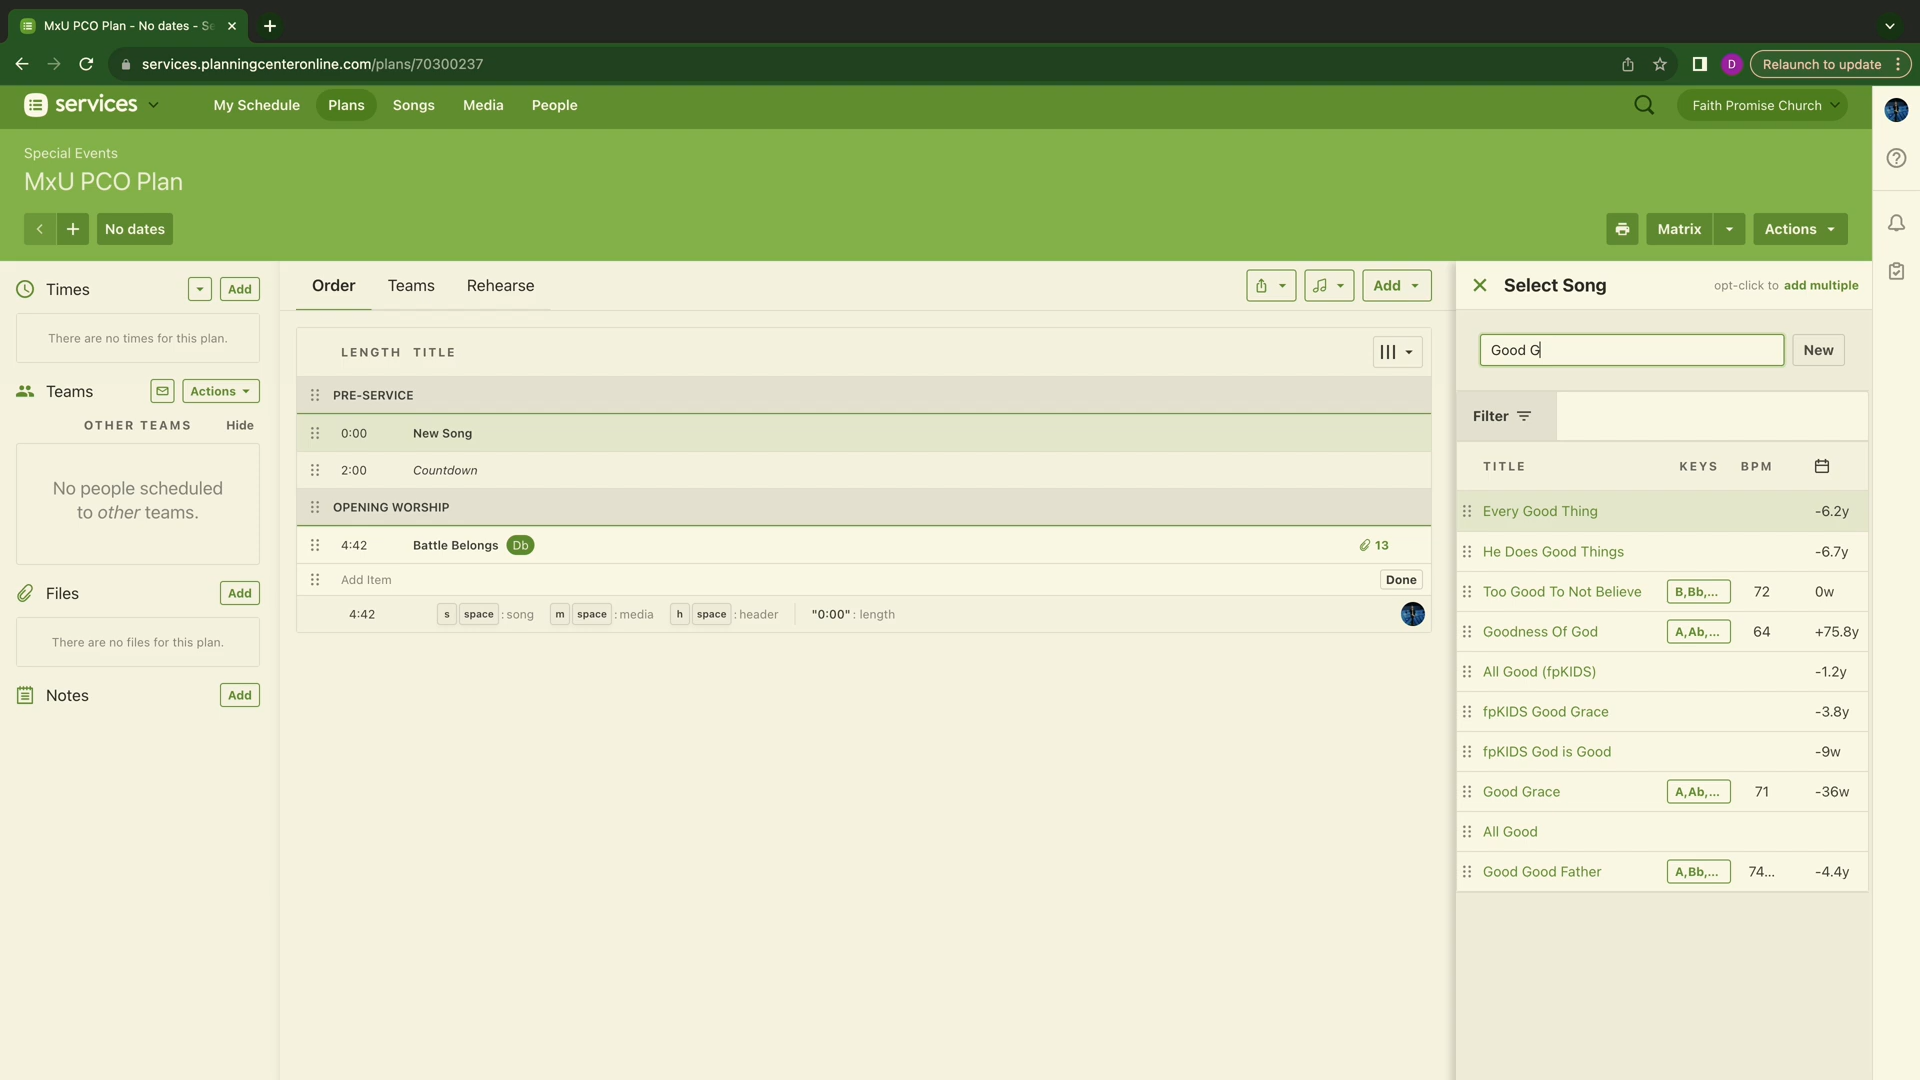 MxU PCO Plan - No dates - Se
services.planningcenteronline.com/plans/70300237
D
Relaunch to update
services
My Schedule
Plans
Songs
Media
People
Faith Promise Church
Special Events
MxU PCO Plan
No dates
Matrix
Actions
Times
Add
There are no times for this plan.
Teams
Actions
OTHER TEAMS
Hide
No people scheduled
to other teams.
Files
Add
There are no files for this plan.
Notes
Add
Order
Teams
Rehearse
Add
LENGTH TITLE
PRE-SERVICE
0:00 New Song
2:00 Countdown
OPENING WORSHIP
4:42 Battle Belongs Db 13
Add Item Done
4:42 s space : song m space : media h space : header "0:00" : length
Select Song
opt-click to add multiple
Good G
New
Filter
TITLE KEYS BPM
Every Good Thing -6.2y
He Does Good Things -6.7y
Too Good To Not Believe B,Bb,... 72 0w
Goodness Of God A,Ab,... 64 +75.8y
All Good (fpKIDS) -1.2y
fpKIDS Good Grace -3.8y
fpKIDS God is Good -9w
Good Grace A,Ab,... 71 -36w
All Good
Good Good Father A,Bb,... 74... -4.4y